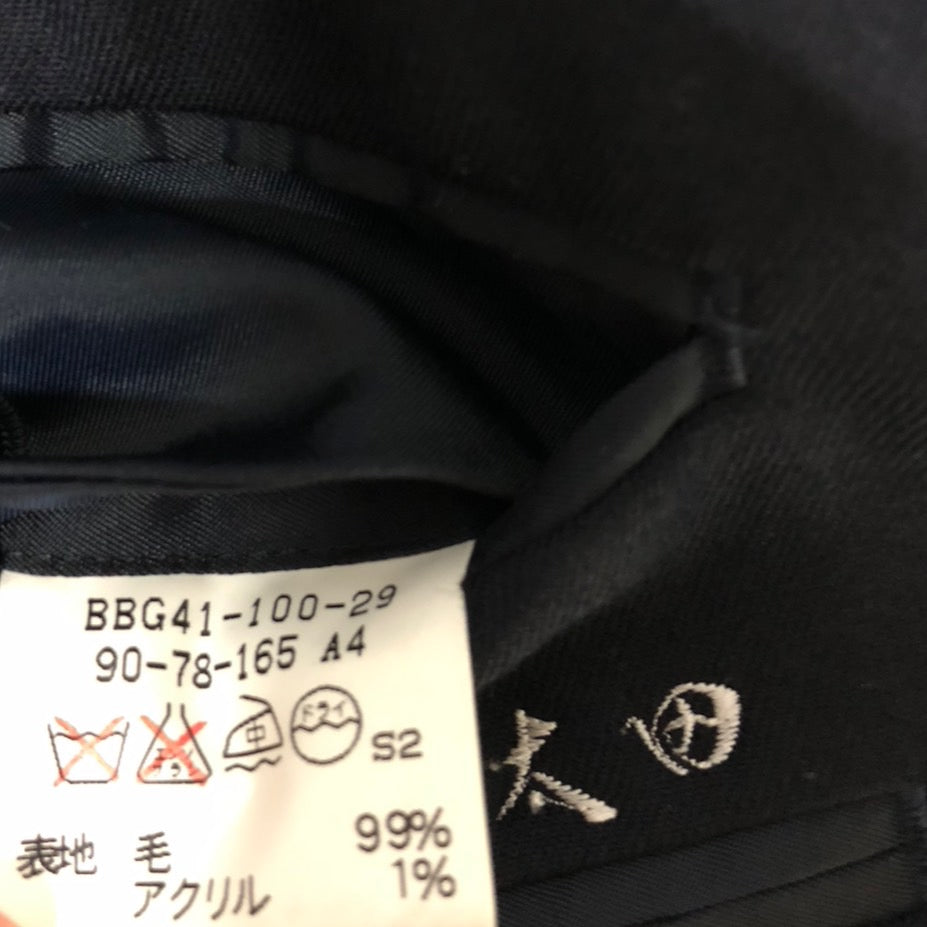 BBG41-100-29
90-78-165 A4
中 ドライ S2
太田
表地 毛 99%
アクリル 1%